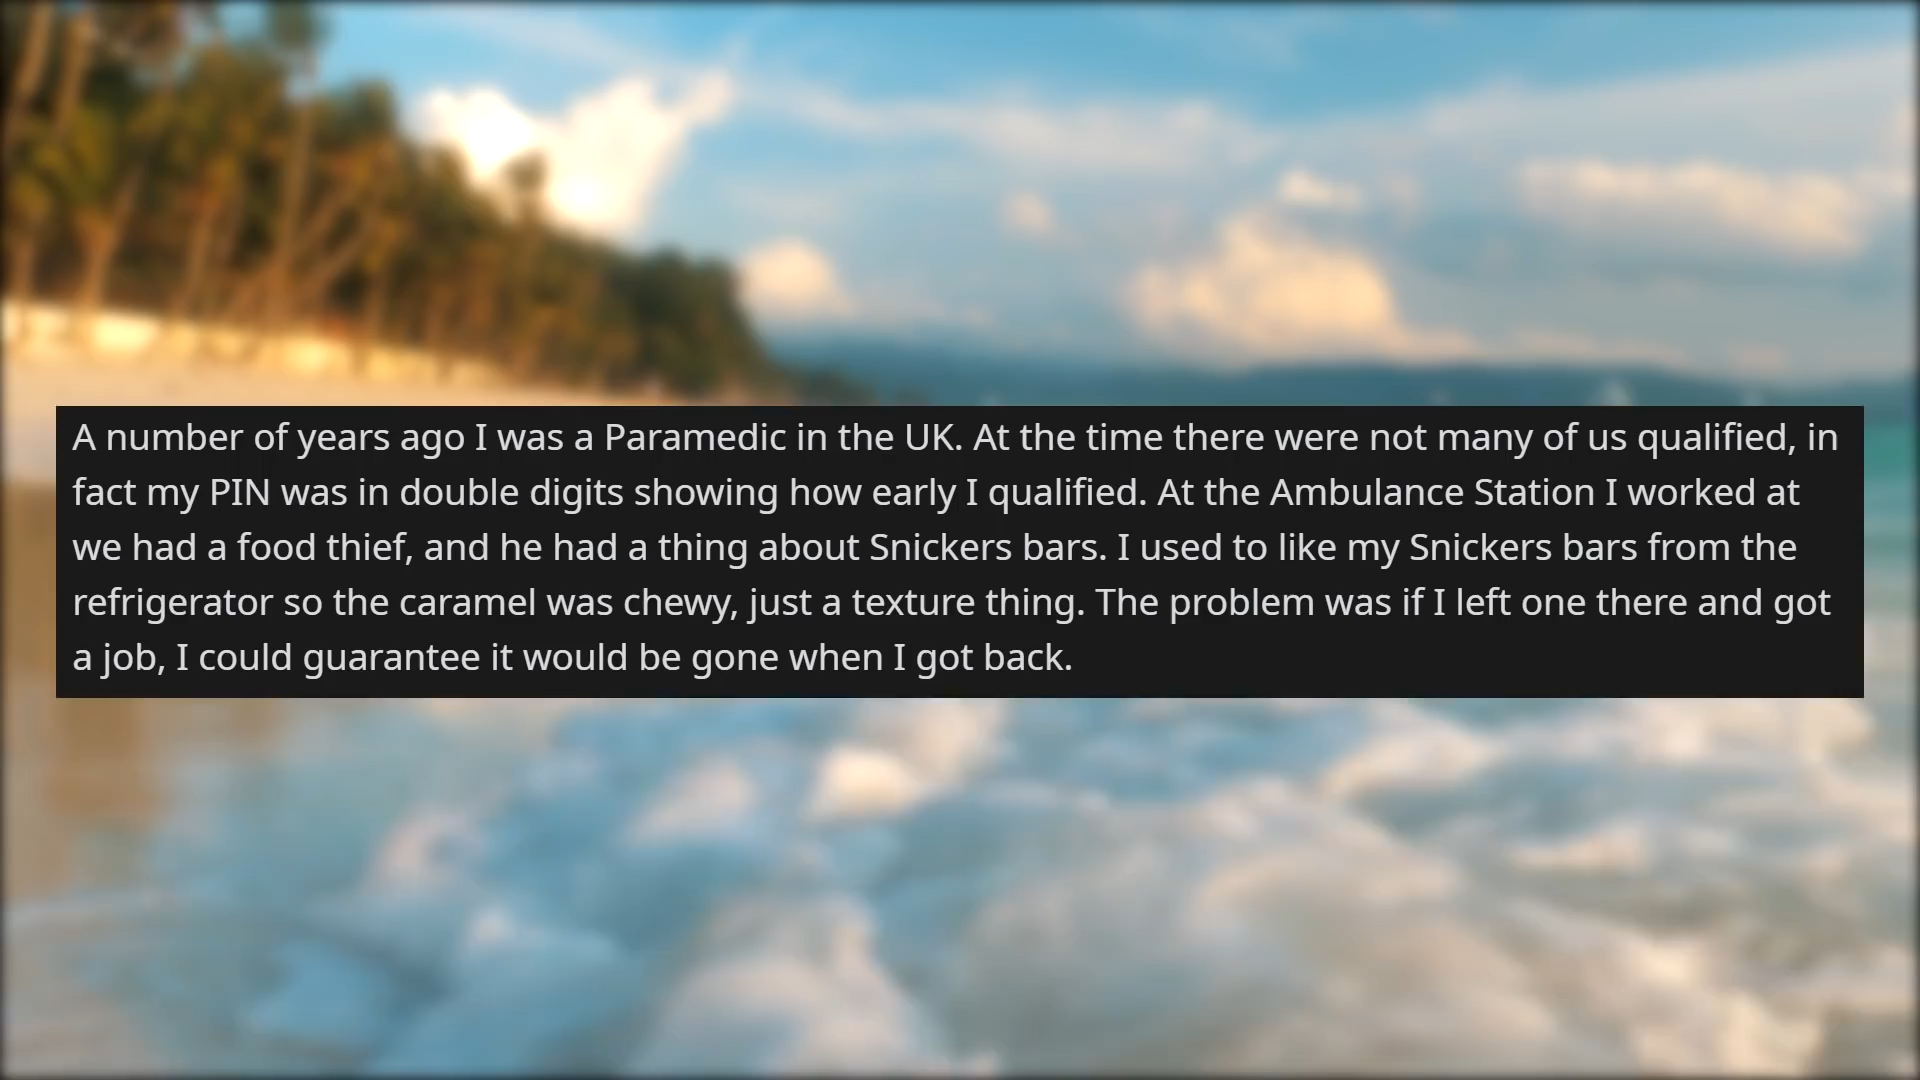 A number of years ago I was a Paramedic in the UK. At the time there were not many of us qualified, in
fact my PIN was in double digits showing how early I qualified. At the Ambulance Station I worked at
we had a food thief, and he had a thing about Snickers bars. I used to like my Snickers bars from the
refrigerator so the caramel was chewy, just a texture thing. The problem was if I left one there and got
a job, I could guarantee it would be gone when I got back.